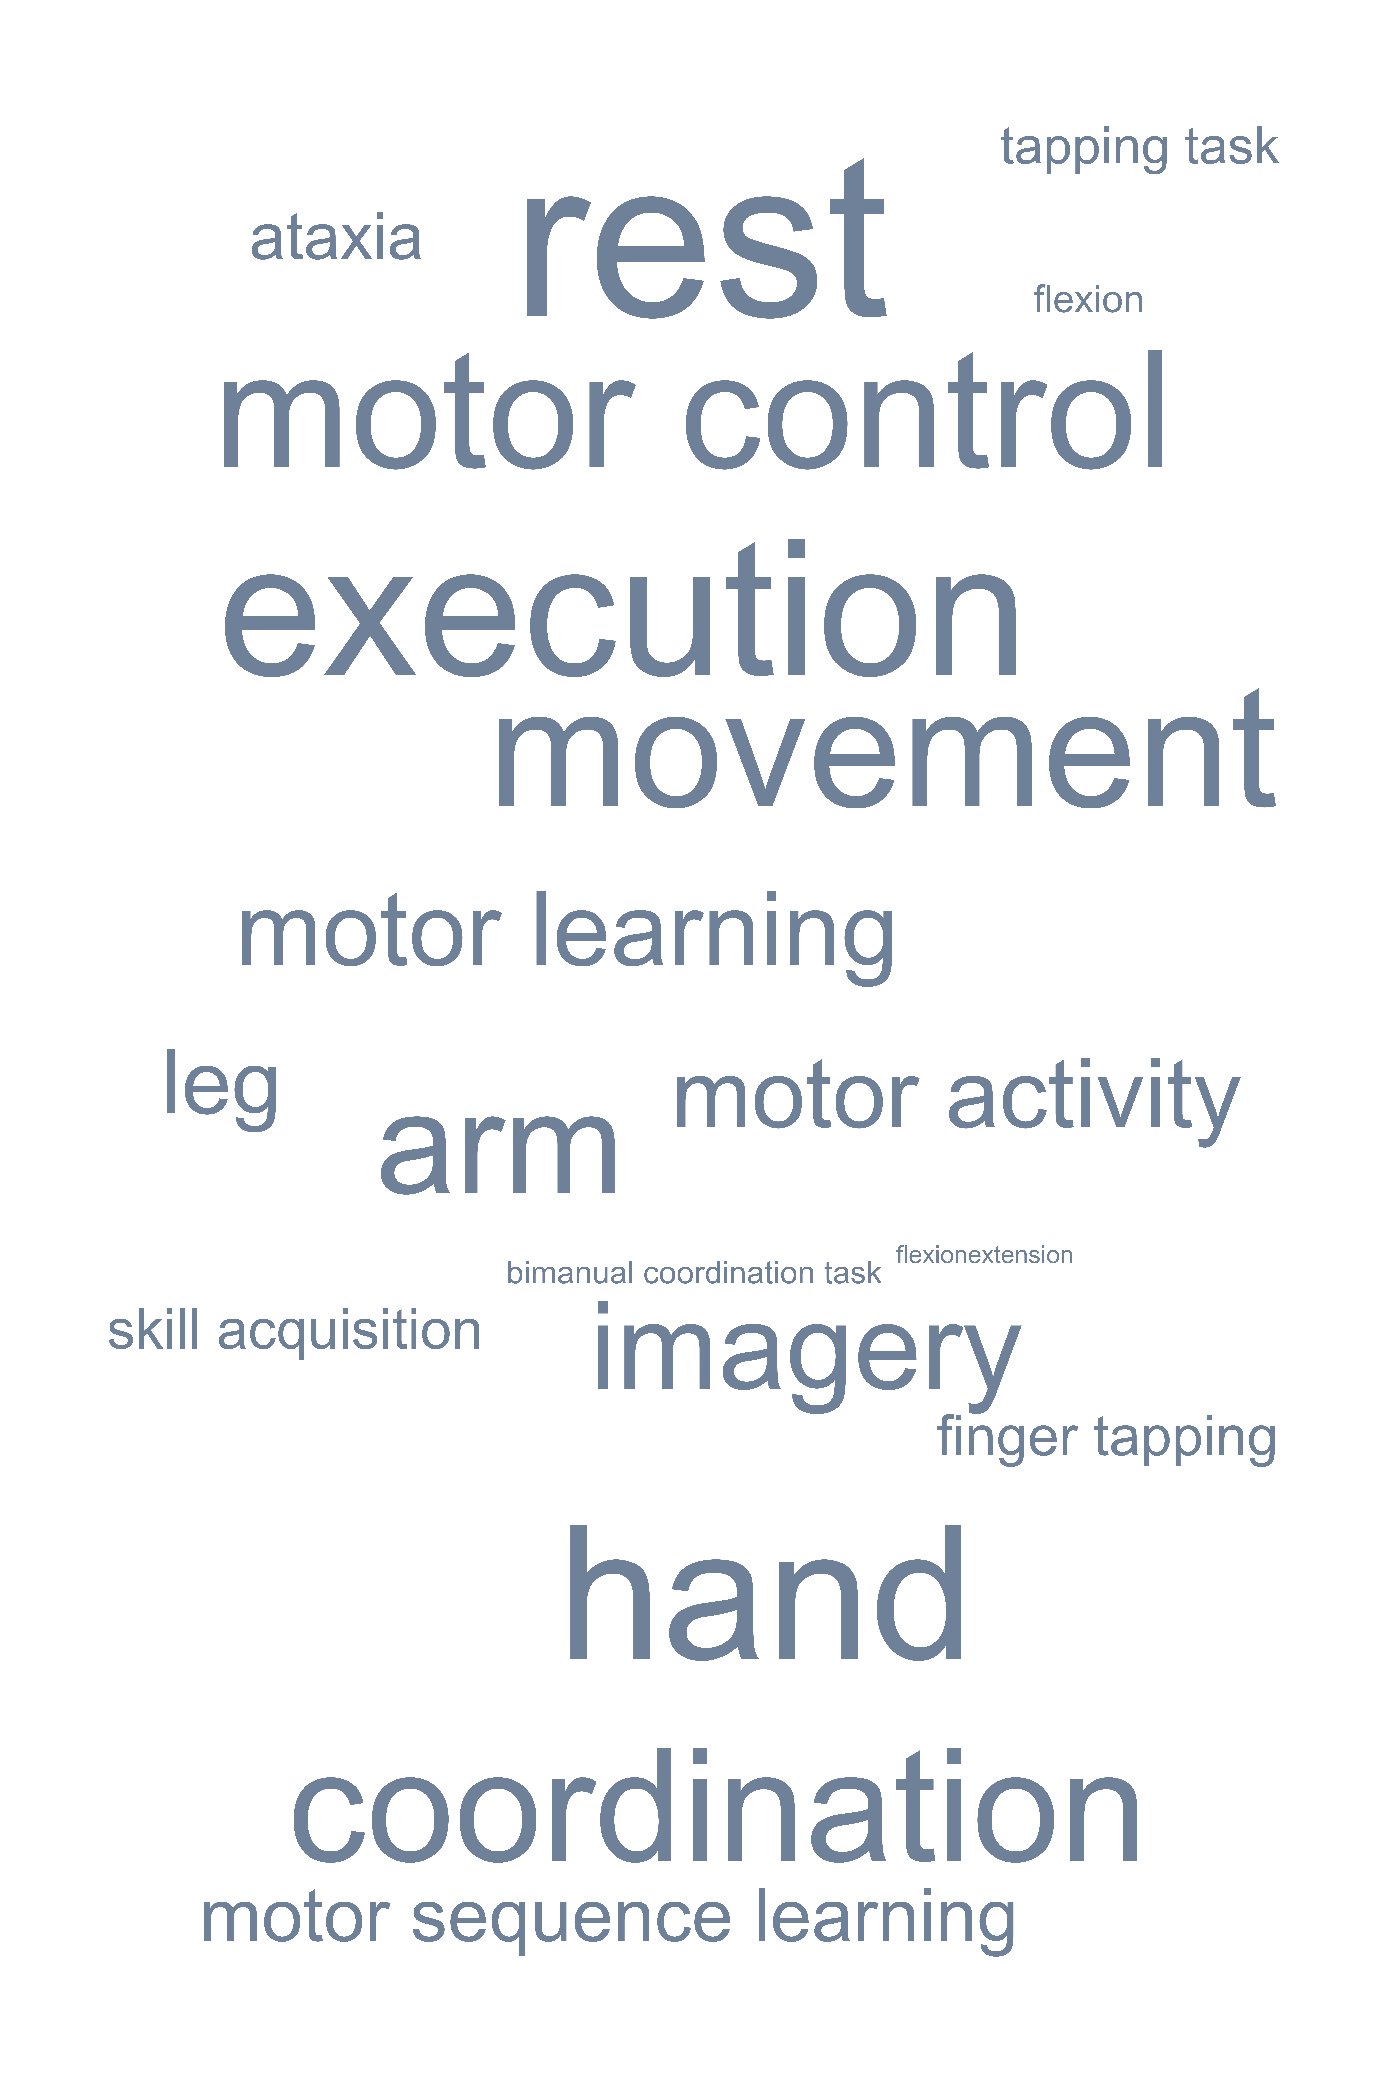 tapping task
rest
ataxia
flexion
motor control
execution
movement
motor learning
leg
motor activity
arm
flexionextension
bimanual coordination task
skill acquisition
imagery
finger tapping
hand
coordination
motor sequence learning